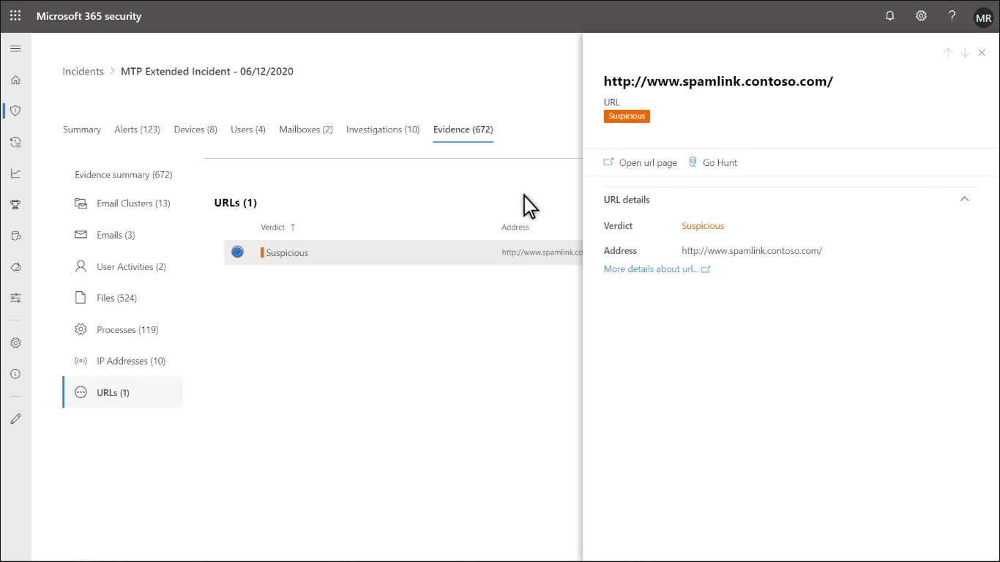 Microsoft 365 security
MR
Incidents > MTP Extended Incident - 06/12/2020
Summary Alerts (123) Devices (8) Users (4) Mailboxes (2) Investigations (10) Evidence (672)
Evidence summary (672)
Email Clusters (13)
Emails (3)
User Activities (2)
Files (524)
Processes (119)
IP Addresses (10)
URLs (1)
URLs (1)
Verdict ↑ Address
Suspicious http://www.spamlink.co
http://www.spamlink.contoso.com/
URL
Suspicious
Open url page Go Hunt
URL details
Verdict Suspicious
Address http://www.spamlink.contoso.com/
More details about url...